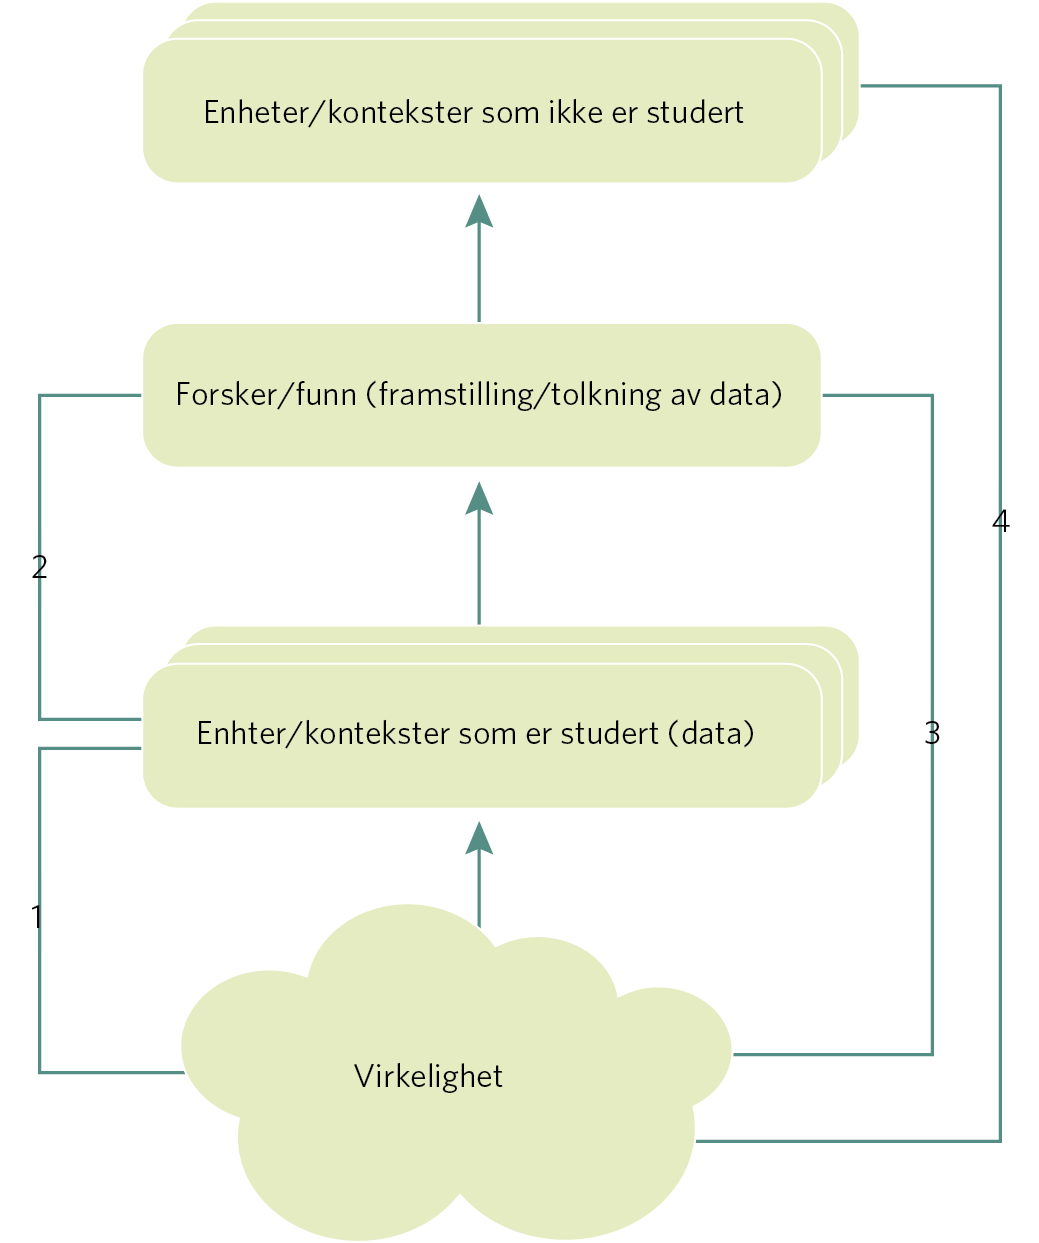 Enheter/kontekster som ikke er studert
Forsker/funn (framstilling/tolkning av data)
4
2
Enhter/kontekster som er studert (data)
3
1
Virkelighet